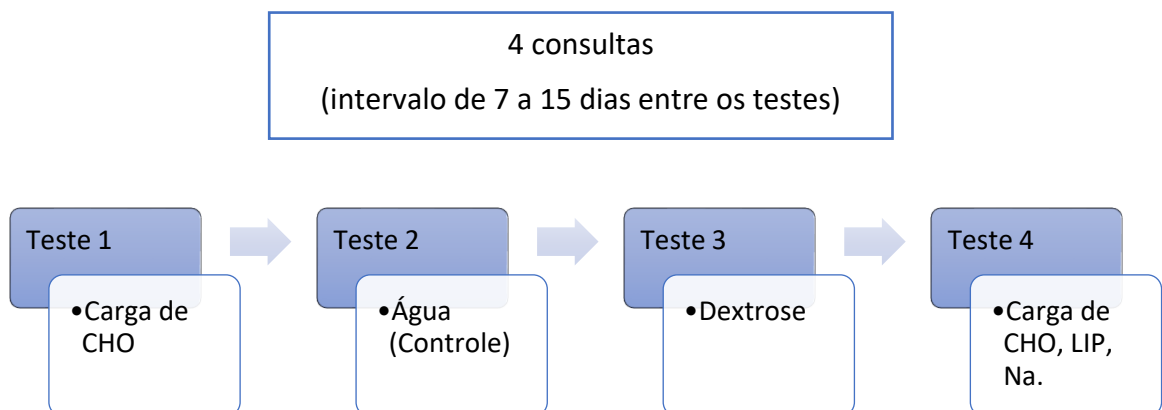 4 consultas
(intervalo de 7 a 15 dias entre os testes)
Teste 1
•Carga de
CHO
Teste 2
•Água
(Controle)
Teste 3
•Dextrose
Teste 4
•Carga de
CHO, LIP,
Na.